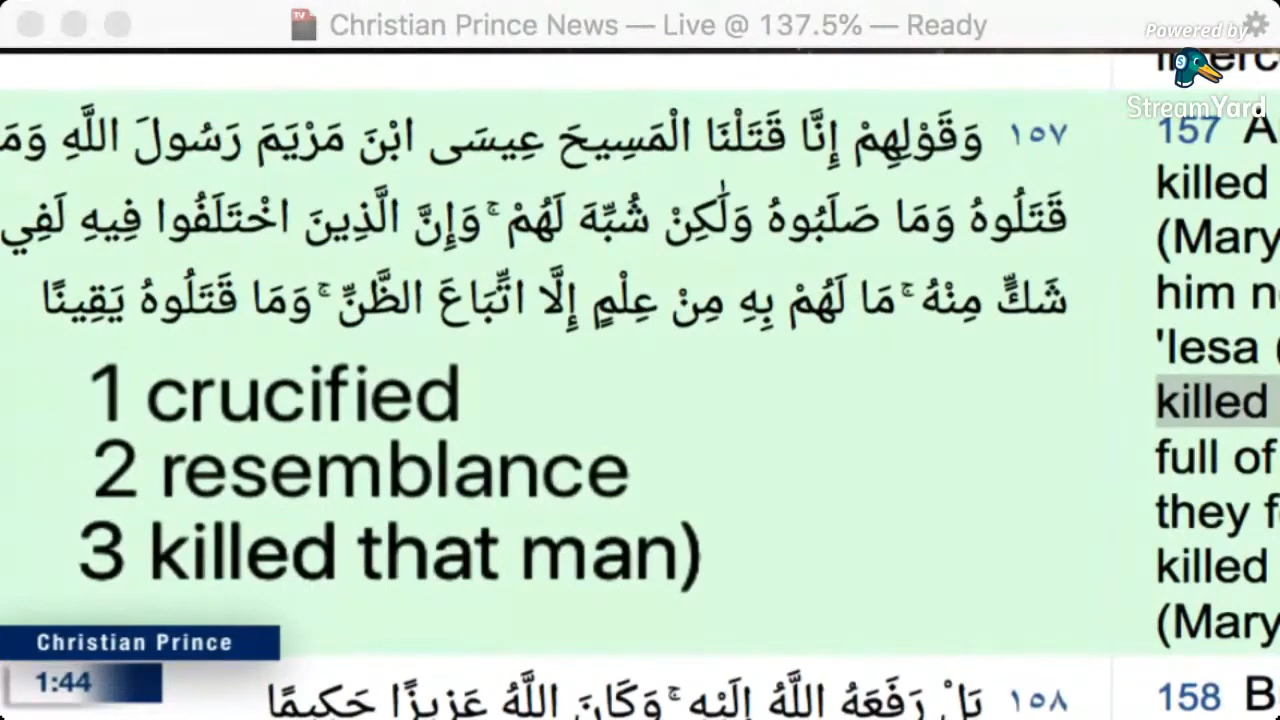 Christian Prince News — Live @ 137.5% — Ready
Powered by
StreamYard
١٥٧ وَقَوْلِهِمْ إِنَّا قَتَلْنَا الْمَسِيحَ عِيسَى ابْنَ مَرْيَمَ رَسُولَ اللَّهِ وَمَ
قَتَلُوهُ وَمَا صَلَبُوهُ وَلَٰكِنْ شُبِّهَ لَهُمْ ۚ وَإِنَّ الَّذِينَ اخْتَلَفُوا فِيهِ لَفِي
شَكٍّ مِنْهُ ۚ مَا لَهُمْ بِهِ مِنْ عِلْمٍ إِلَّا اتِّبَاعَ الظَّنِّ ۚ وَمَا قَتَلُوهُ يَقِينًا
1 crucified
2 resemblance
3 killed that man)
157 A
killed
(Mary
him n
'Iesa (
killed
full of
they f
killed
(Mary
Christian Prince
1:44
١٥٨ بَلْ رَفَعَهُ اللَّهُ إِلَيْهِ ۚ وَكَانَ اللَّهُ عَزِيزًا حَكِيمًا
158 B